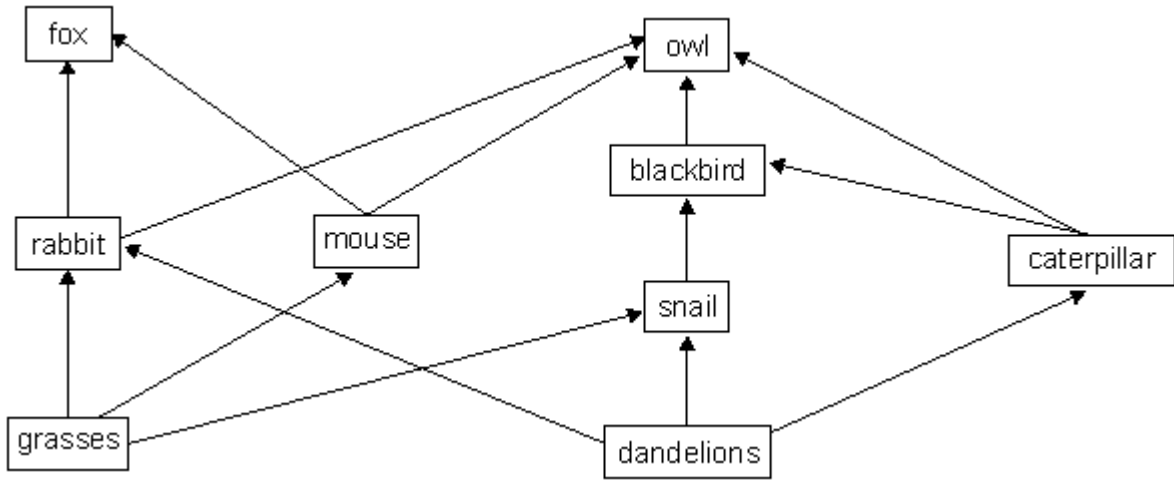 fox
owl
blackbird
rabbit
mouse
caterpillar
snail
grasses
dandelions